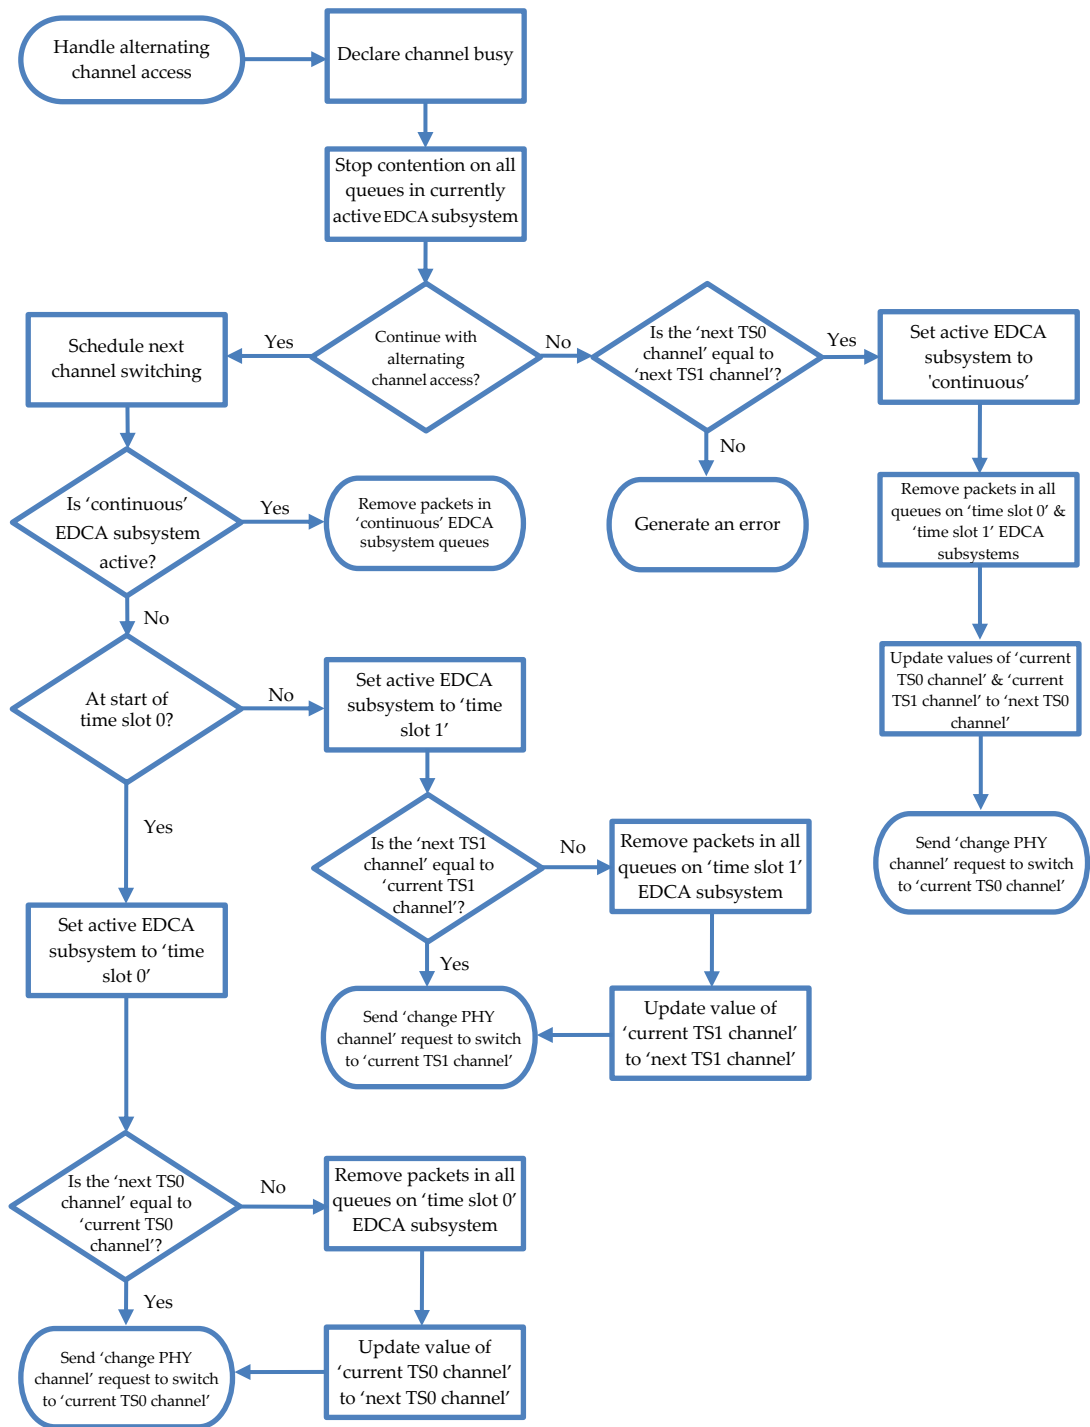 Handle alternating
channel access
Declare channel busy
Stop contention on all
queues in currently
active EDCA subsystem
Continue with
alternating
channel access?
Yes
No
Schedule next
channel switching
Is the ‘next TS0
channel’ equal to
‘next TS1 channel’?
Yes
No
Set active EDCA
subsystem to
'continuous’
Generate an error
Remove packets in all
queues on ‘time slot 0’ &
‘time slot 1’ EDCA
subsystems
Update values of ‘current
TS0 channel’ & ‘current
TS1 channel’ to ‘next TS0
channel’
Send ‘change PHY
channel’ request to switch
to ‘current TS0 channel’
Is ‘continuous’
EDCA subsystem
active?
Yes
Remove packets in
‘continuous’ EDCA
subsystem queues
No
At start of
time slot 0?
No
Set active EDCA
subsystem to ‘time
slot 1’
Is the ‘next TS1
channel’ equal to
‘current TS1
channel’?
No
Remove packets in all
queues on ‘time slot 1’
EDCA subsystem
Yes
Send ‘change PHY
channel’ request to switch
to ‘current TS1 channel’
Update value of
‘current TS1 channel’
to ‘next TS1 channel’
Yes
Set active EDCA
subsystem to ‘time
slot 0’
Is the ‘next TS0
channel’ equal to
‘current TS0
channel’?
No
Remove packets in all
queues on ‘time slot 0’
EDCA subsystem
Yes
Send ‘change PHY
channel’ request to switch
to ‘current TS0 channel’
Update value of
‘current TS0 channel’
to ‘next TS0 channel’